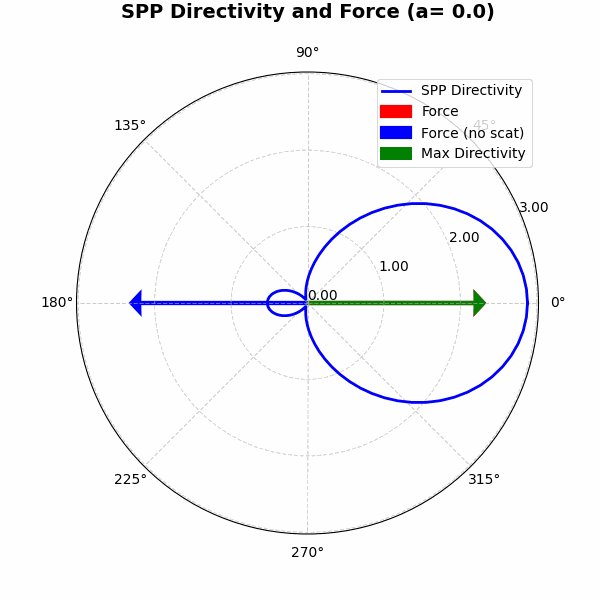 SPP Directivity and Force (a= 0.0)
90°
SPP Directivity
Force
Force (no scat)
Max Directivity
135°
45°
3.00
2.00
1.00
0.00
180°
0°
225°
315°
270°